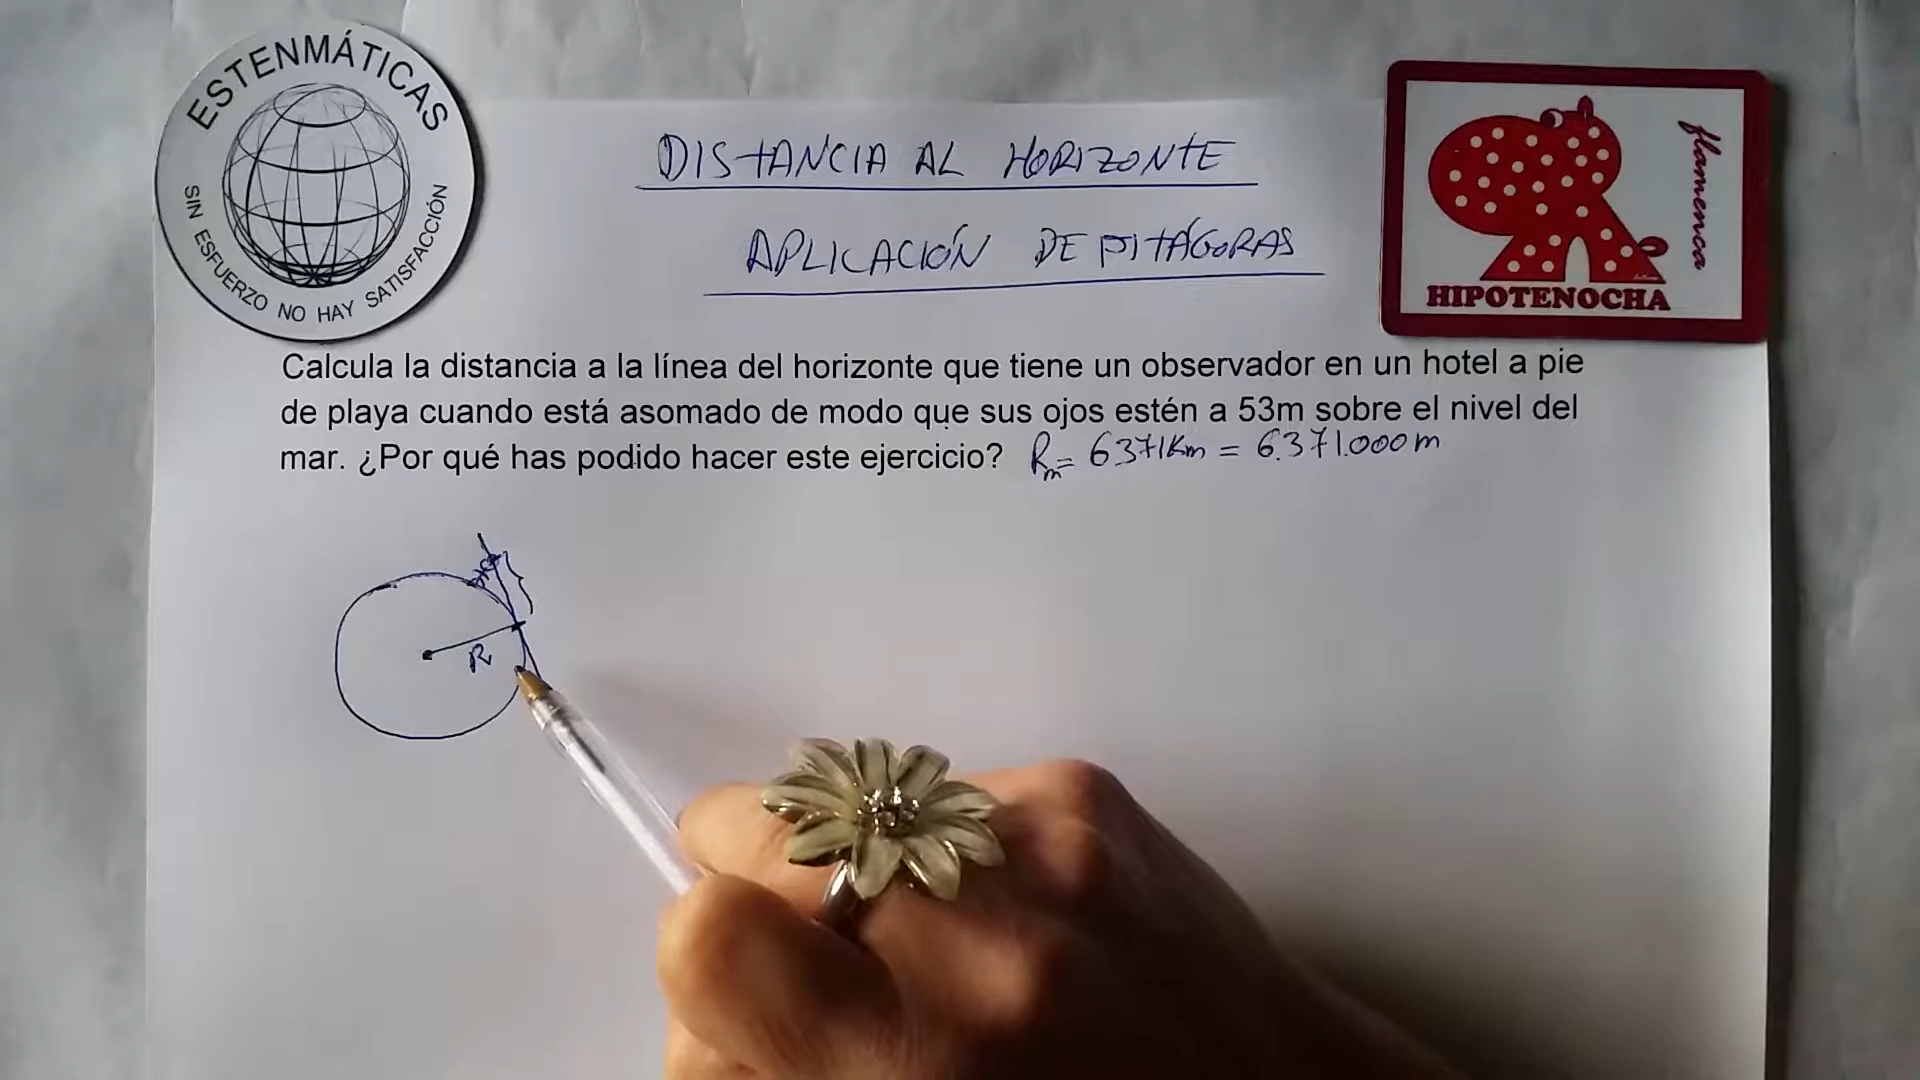 ESTENMÁTICAS
SIN ESFUERZO NO HAY SATISFACCIÓN
DISTANCIA AL HORIZONTE
APLICACIÓN DE PITÁGORAS
flamenca
HIPOTENOCHA
Calcula la distancia a la línea del horizonte que tiene un observador en un hotel a pie
de playa cuando está asomado de modo que sus ojos estén a 53m sobre el nivel del
mar. ¿Por qué has podido hacer este ejercicio? Rm = 6371Km = 6.371.000m
R